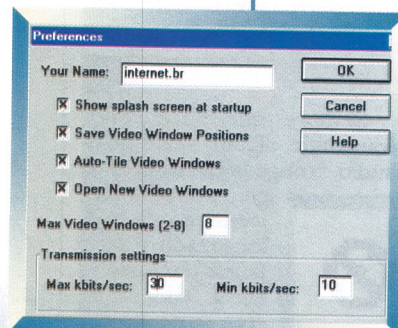 Preferences
Your Name: internet.br
OK
Show splash screen at startup
Cancel
Save Video Window Positions
Help
Auto-Tile Video Windows
Open New Video Windows
Max Video Windows (2-8) 8
Transmission settings
Max kbits/sec: 30 Min kbits/sec: 10